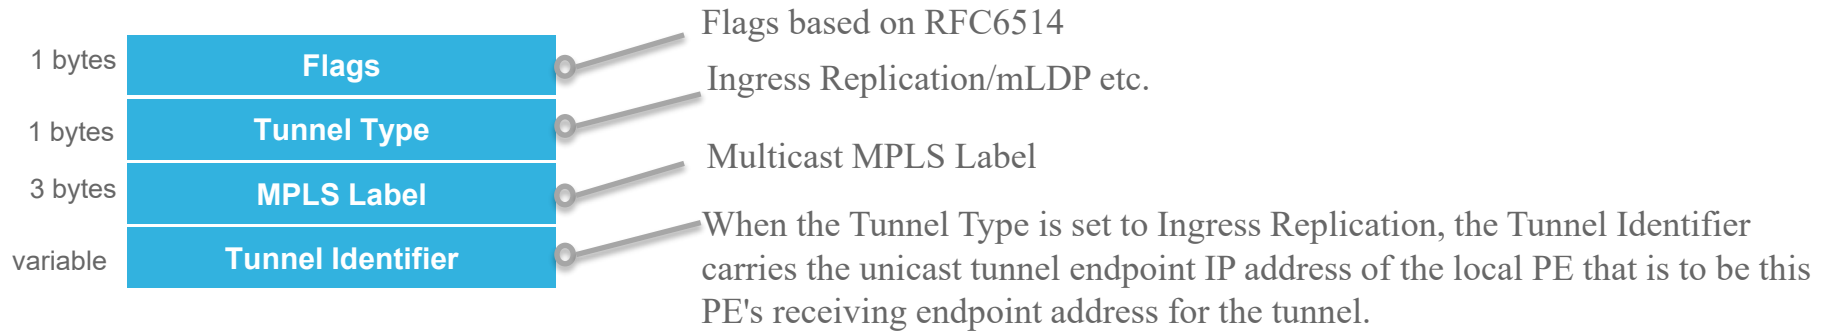 Flags based on RFC6514
1 bytes
Flags
Ingress Replication/mLDP etc.
1 bytes
Tunnel Type
Multicast MPLS Label
3 bytes
MPLS Label
When the Tunnel Type is set to Ingress Replication, the Tunnel Identifier
carries the unicast tunnel endpoint IP address of the local PE that is to be this
PE's receiving endpoint address for the tunnel.
variable
Tunnel Identifier